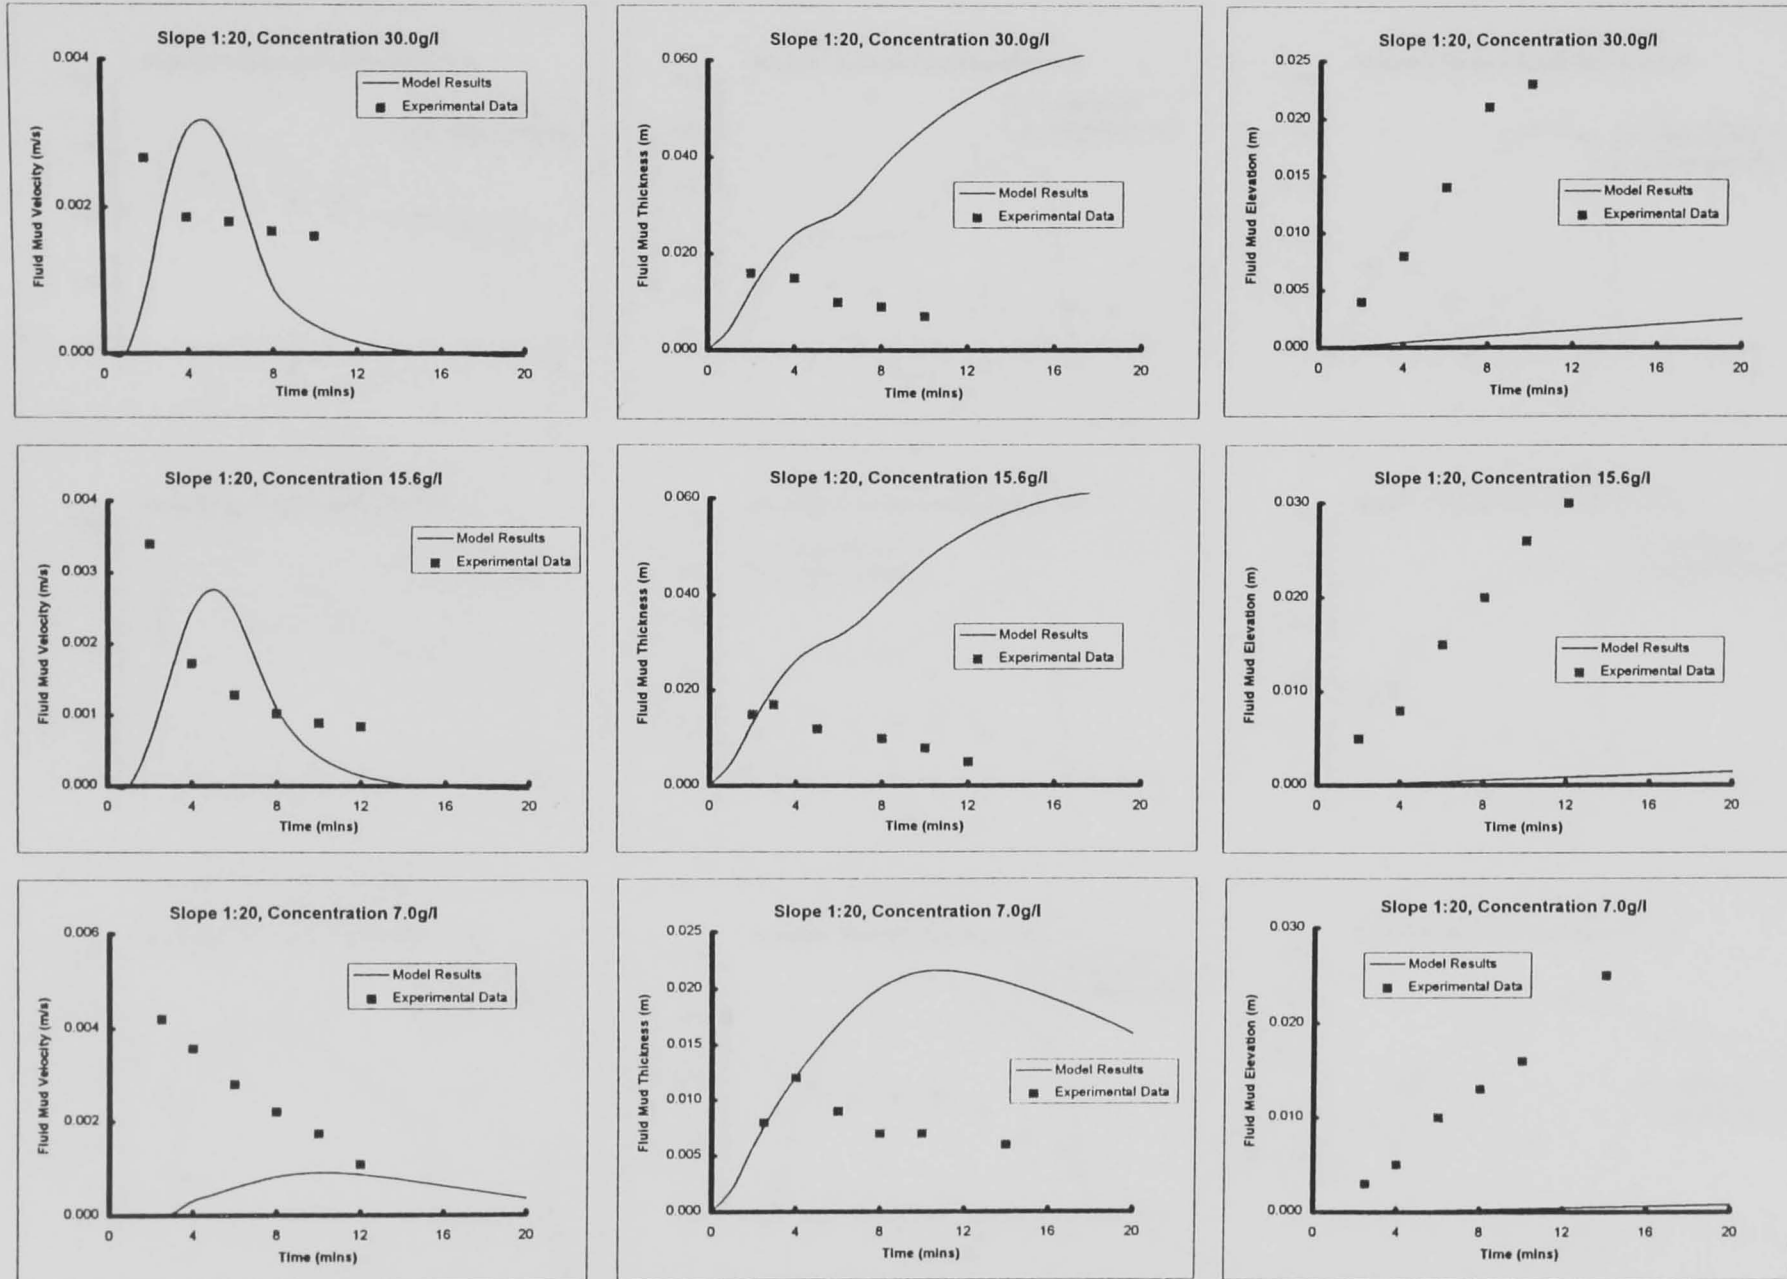 Slope 1:20, Concentration 30.0g/l
0.004
0.002
0.000
Fluid Mud Velocity (m/s)
Model Results
Experimental Data
0 4 8 12 16 20
Time (mins)
Slope 1:20, Concentration 30.0g/l
0.060
0.040
0.020
0.000
Fluid Mud Thickness (m)
Model Results
Experimental Data
0 4 8 12 16 20
Time (mins)
Slope 1:20, Concentration 30.0g/l
0.025
0.020
0.015
0.010
0.005
0.000
Fluid Mud Elevation (m)
Model Results
Experimental Data
0 4 8 12 16 20
Time (mins)
Slope 1:20, Concentration 15.6g/l
0.004
0.003
0.002
0.001
0.000
Fluid Mud Velocity (m/s)
Model Results
Experimental Data
0 4 8 12 16 20
Time (mins)
Slope 1:20, Concentration 15.6g/l
0.060
0.040
0.020
0.000
Fluid Mud Thickness (m)
Model Results
Experimental Data
0 4 8 12 16 20
Time (mins)
Slope 1:20, Concentration 15.6g/l
0.030
0.020
0.010
0.000
Fluid Mud Elevation (m)
Model Results
Experimental Data
0 4 8 12 16 20
Time (mins)
Slope 1:20, Concentration 7.0g/l
0.006
0.004
0.002
0.000
Fluid Mud Velocity (m/s)
Model Results
Experimental Data
0 4 8 12 16 20
Time (mins)
Slope 1:20, Concentration 7.0g/l
0.025
0.020
0.015
0.010
0.005
0.000
Fluid Mud Thickness (m)
Model Results
Experimental Data
0 4 8 12 16 20
Time (mins)
Slope 1:20, Concentration 7.0g/l
0.030
0.020
0.010
0.000
Fluid Mud Elevation (m)
Model Results
Experimental Data
0 4 8 12 16 20
Time (mins)